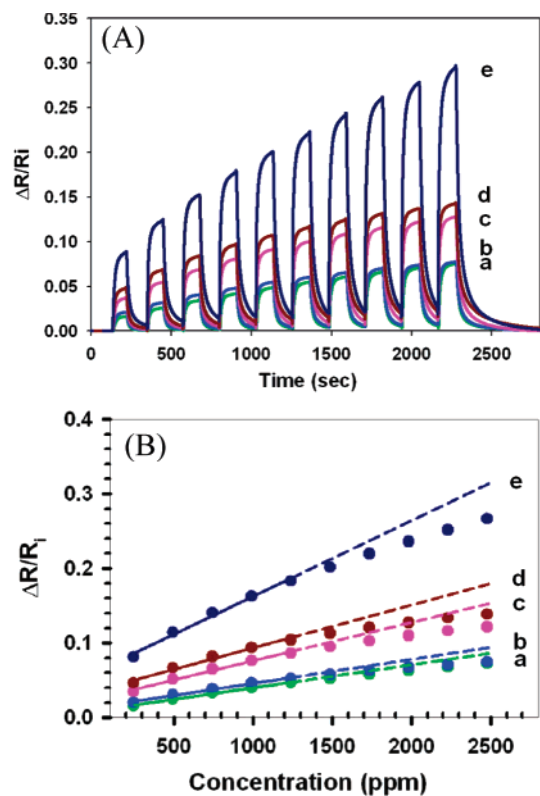 (A)
0.35
0.30
0.25
0.20
0.15
0.10
0.05
0.00
ΔR/Ri
e
d
c
b
a
0 500 1000 1500 2000 2500
Time (sec)
(B)
0.4
0.3
0.2
0.1
0.0
ΔR/Ri
e
d
c
b
a
500 1000 1500 2000 2500
Concentration (ppm)